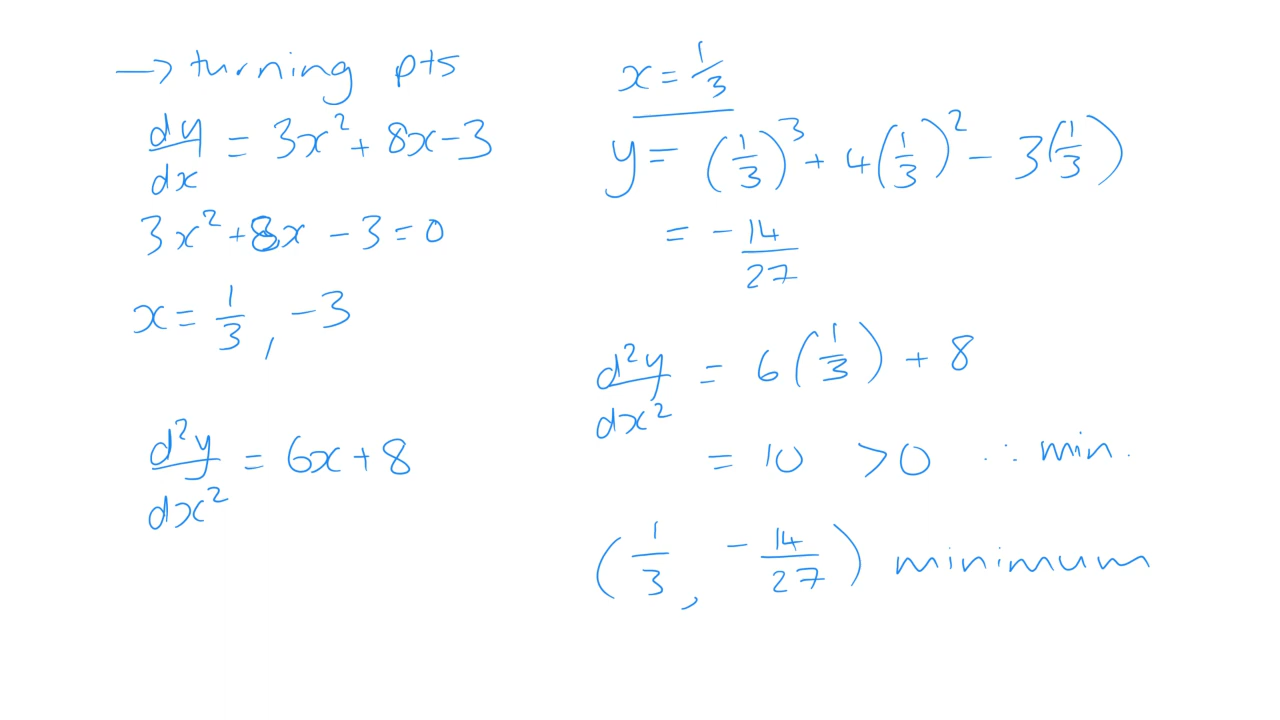 → turning pts
dy/dx = 3x² + 8x - 3
3x² + 8x - 3 = 0
x = 1/3, -3
d²y/dx² = 6x + 8
x = 1/3
y = (1/3)³ + 4(1/3)² - 3(1/3)
= - 14/27
d²y/dx² = 6(1/3) + 8
= 10 > 0 ∴ min.
(1/3, - 14/27) minimum